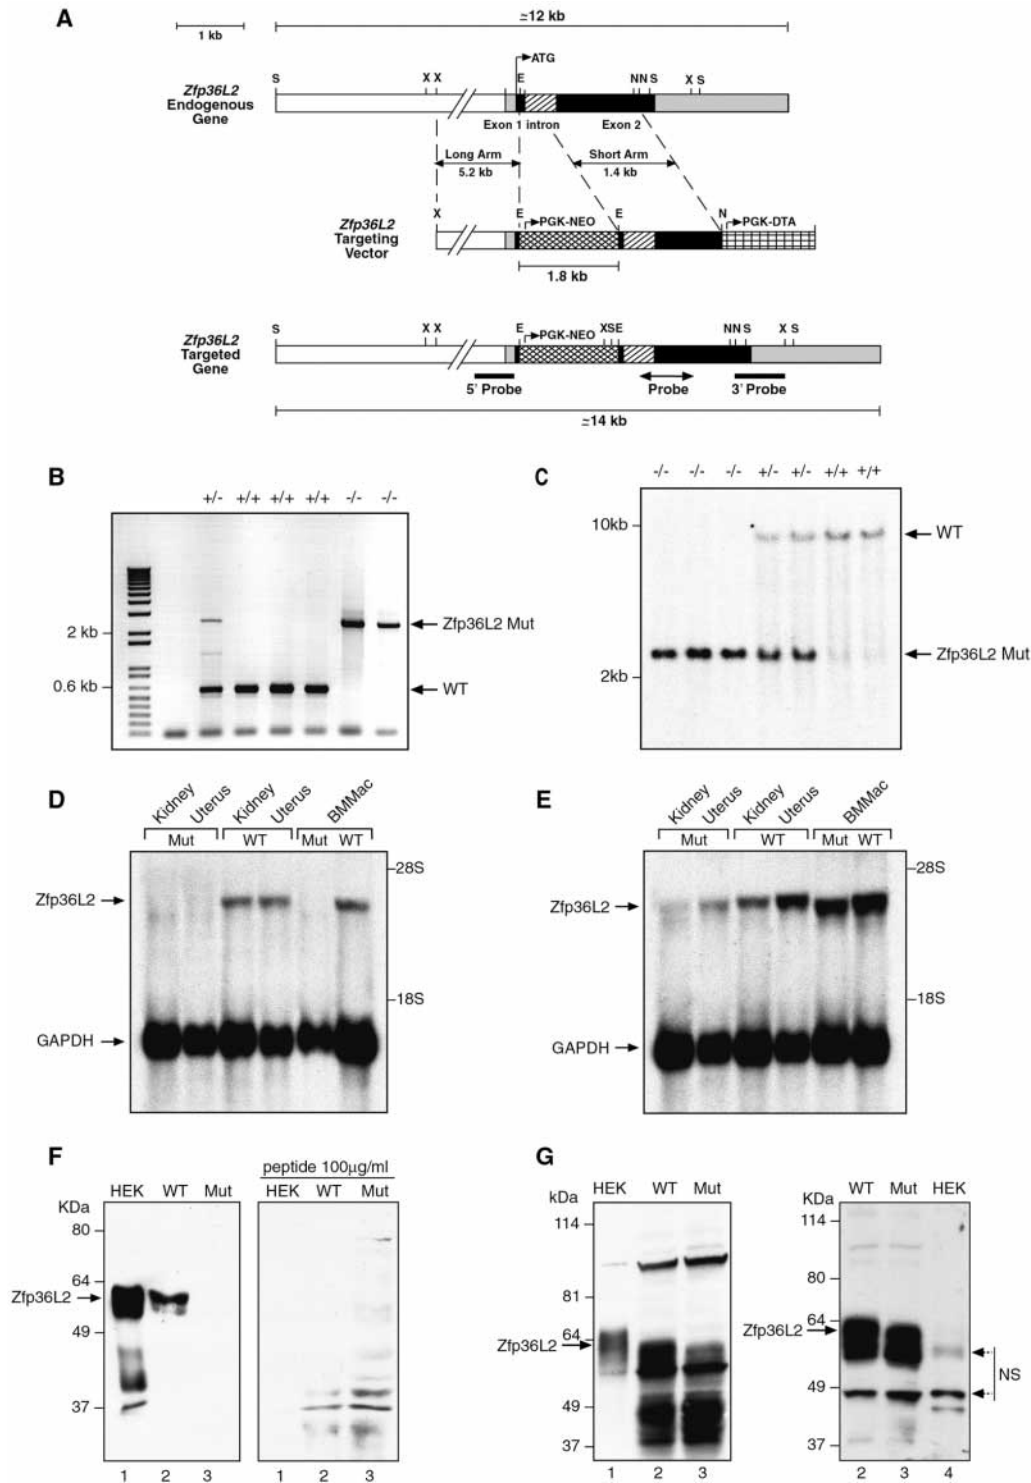 A
≃12 kb
1 kb
ATG
S X X E NN S X S
Zfp36L2
Endogenous
Gene
Exon 1 intron Exon 2
Long Arm Short Arm
5.2 kb 1.4 kb
X E PGK-NEO E N PGK-DTA
Zfp36L2
Targeting
Vector
1.8 kb
S X X E PGK-NEO XSE NN S X S
Zfp36L2
Targeted
Gene
5' Probe Probe 3' Probe
≃14 kb
B
+/- +/+ +/+ +/+ -/- -/-
2 kb
Zfp36L2 Mut
0.6 kb
WT
C
-/- -/- -/- +/- +/- +/+ +/+
10kb
WT
Zfp36L2 Mut
2kb
D
Kidney Uterus Kidney Uterus BMMac
Mut WT Mut WT
28S
Zfp36L2
18S
GAPDH
E
Kidney Uterus Kidney Uterus BMMac
Mut WT Mut WT
28S
Zfp36L2
18S
GAPDH
F
peptide 100µg/ml
HEK WT Mut HEK WT Mut
KDa
80
64
Zfp36L2
49
37
1 2 3 1 2 3
G
HEK WT Mut
kDa
114
81
64
Zfp36L2
49
37
1 2 3
WT Mut HEK
KDa
114
80
64
Zfp36L2
49
NS
37
2 3 4